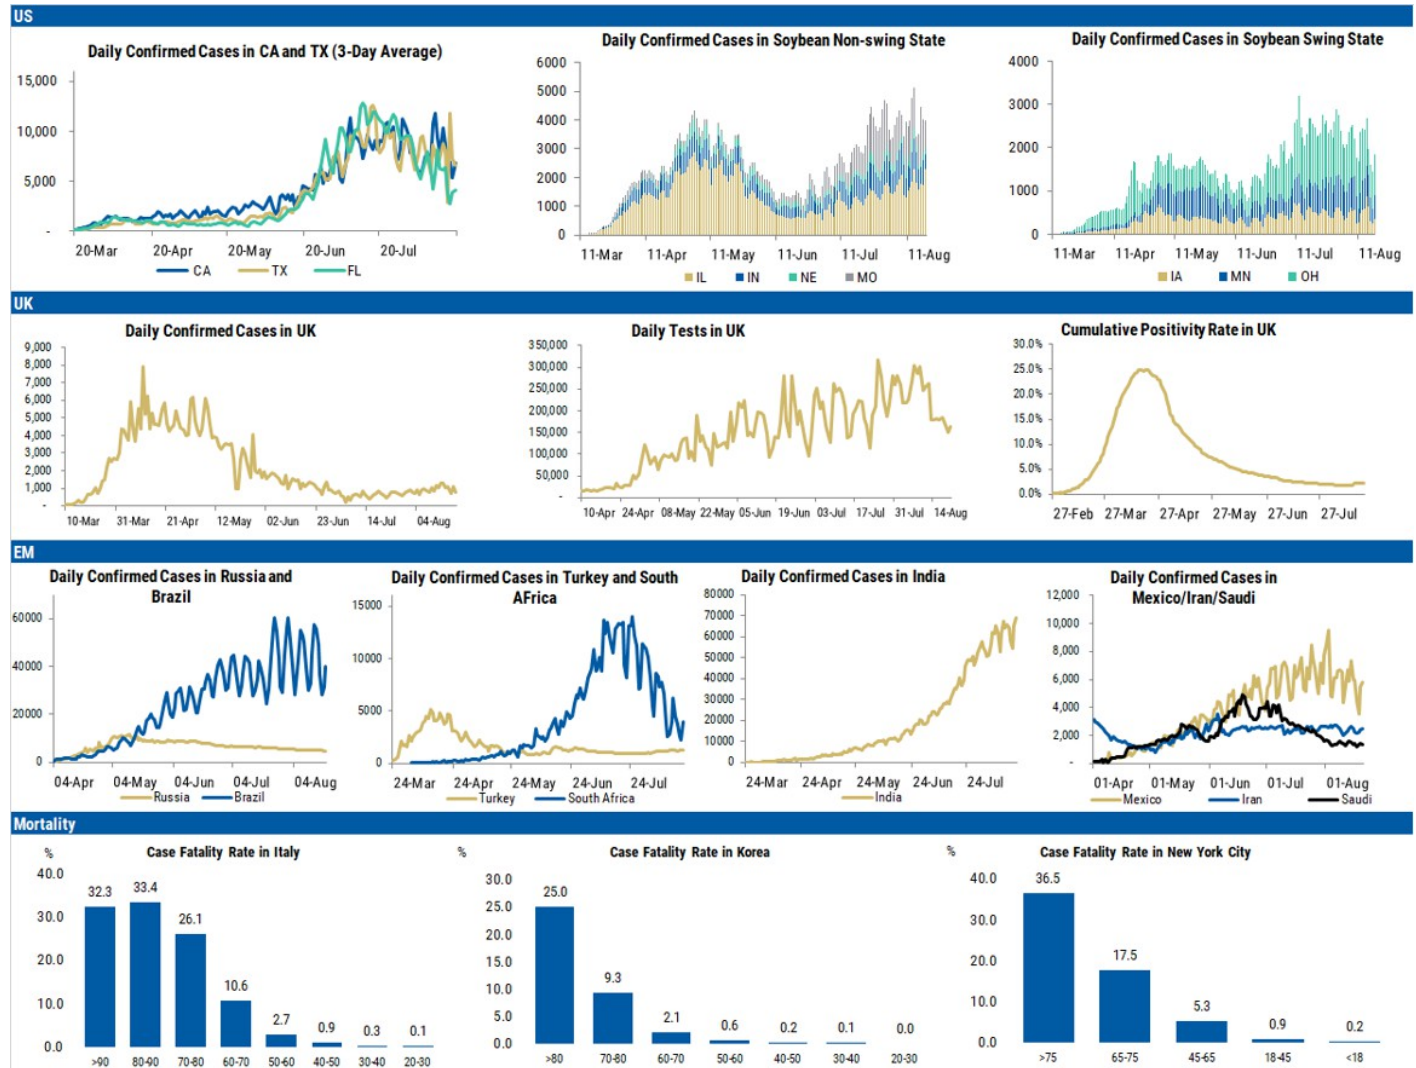 US
Daily Confirmed Cases in CA and TX (3-Day Average)
15,000
10,000
5,000
-
20-Mar 20-Apr 20-May 20-Jun 20-Jul
CA TX FL
Daily Confirmed Cases in Soybean Non-swing State
6000
5000
4000
3000
2000
1000
0
11-Mar 11-Apr 11-May 11-Jun 11-Jul 11-Aug
IL IN NE MO
Daily Confirmed Cases in Soybean Swing State
4000
3000
2000
1000
0
11-Mar 11-Apr 11-May 11-Jun 11-Jul 11-Aug
IA MN OH
UK
Daily Confirmed Cases in UK
9,000
8,000
7,000
6,000
5,000
4,000
3,000
2,000
1,000
-
10-Mar 31-Mar 21-Apr 12-May 02-Jun 23-Jun 14-Jul 04-Aug
Daily Tests in UK
350,000
300,000
250,000
200,000
150,000
100,000
50,000
-
10-Apr 24-Apr 08-May 22-May 05-Jun 19-Jun 03-Jul 17-Jul 31-Jul 14-Aug
Cumulative Positivity Rate in UK
30.0%
25.0%
20.0%
15.0%
10.0%
5.0%
0.0%
27-Feb 27-Mar 27-Apr 27-May 27-Jun 27-Jul
EM
Daily Confirmed Cases in Russia and
Brazil
60000
40000
20000
0
04-Apr 04-May 04-Jun 04-Jul 04-Aug
Russia Brazil
Daily Confirmed Cases in Turkey and South
AFrica
15000
10000
5000
0
24-Mar 24-Apr 24-May 24-Jun 24-Jul
Turkey South Africa
Daily Confirmed Cases in India
80000
70000
60000
50000
40000
30000
20000
10000
0
24-Mar 24-Apr 24-May 24-Jun 24-Jul
India
Daily Confirmed Cases in
Mexico/Iran/Saudi
12,000
10,000
8,000
6,000
4,000
2,000
-
01-Apr 01-May 01-Jun 01-Jul 01-Aug
Mexico Iran Saudi
Mortality
Case Fatality Rate in Italy
%
40.0
30.0
20.0
10.0
0.0
32.3 33.4 26.1 10.6 2.7 0.9 0.3 0.1
>90 80-90 70-80 60-70 50-60 40-50 30-40 20-30
Case Fatality Rate in Korea
%
30.0
25.0
20.0
15.0
10.0
5.0
0.0
25.0 9.3 2.1 0.6 0.2 0.1 0.0
>80 70-80 60-70 50-60 40-50 30-40 20-30
Case Fatality Rate in New York City
%
40.0
30.0
20.0
10.0
0.0
36.5 17.5 5.3 0.9 0.2
>75 65-75 45-65 18-45 <18